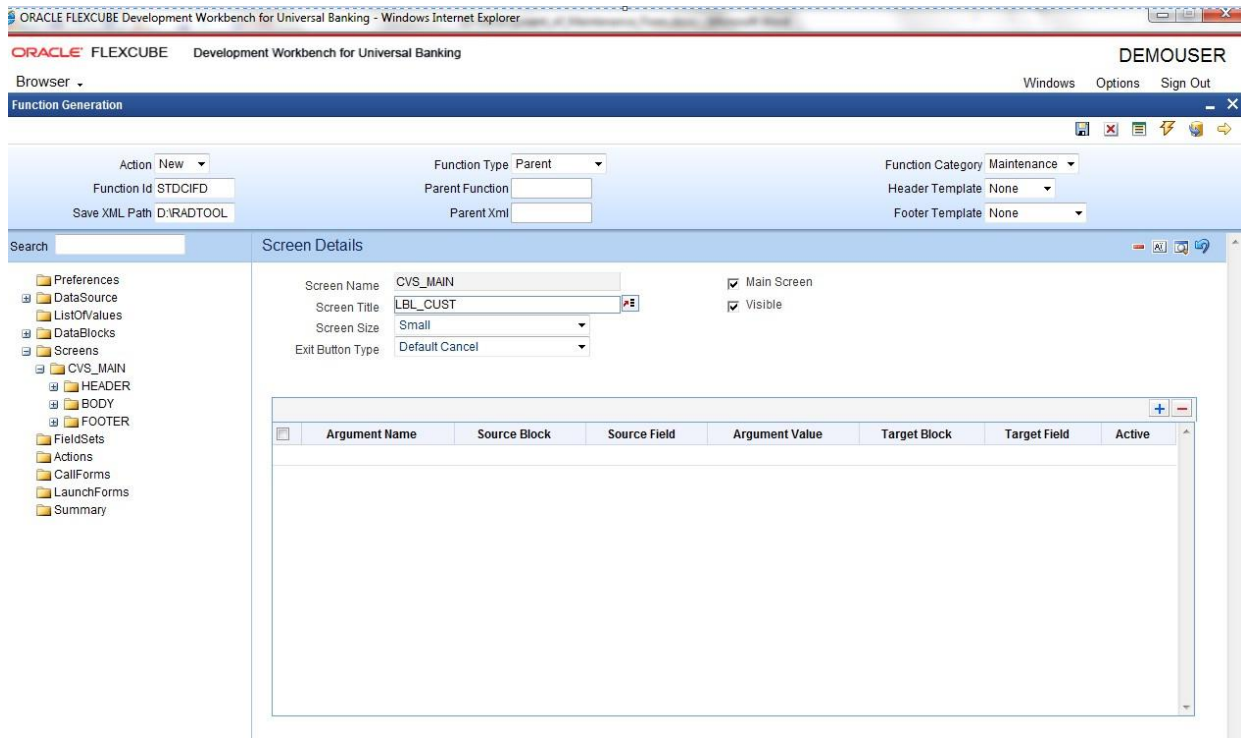 ORACLE FLEXCUBE Development Workbench for Universal Banking - Windows Internet Explorer
ORACLE FLEXCUBE Development Workbench for Universal Banking DEMOUSER
Browser Windows Options Sign Out
Function Generation
Action New Function Type Parent Function Category Maintenance
Function Id STDCIFD Parent Function Header Template None
Save XML Path D:\RADTOOL Parent Xml Footer Template None
Search Screen Details
Preferences
DataSource
ListOfValues
DataBlocks
Screens
CVS_MAIN
HEADER
BODY
FOOTER
FieldSets
Actions
CallForms
LaunchForms
Summary
Screen Name CVS_MAIN Main Screen
Screen Title LBL_CUST Visible
Screen Size Small
Exit Button Type Default Cancel
Argument Name Source Block Source Field Argument Value Target Block Target Field Active